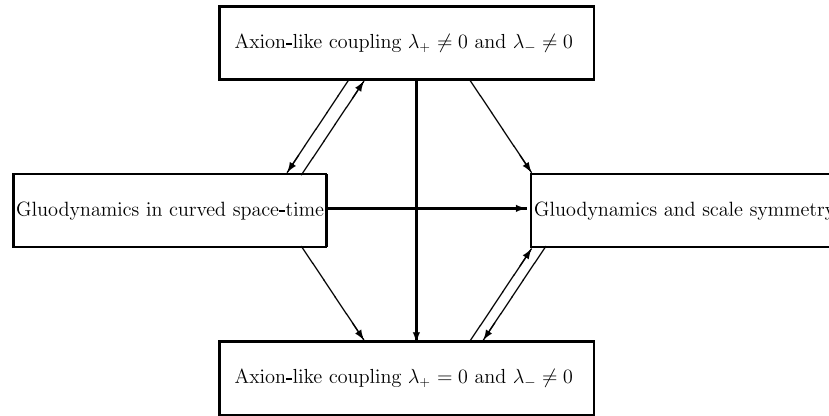 Axion-like coupling λ₊ ≠ 0 and λ₋ ≠ 0
Gluodynamics in curved space-time
Gluodynamics and scale symmetry
Axion-like coupling λ₊ = 0 and λ₋ ≠ 0